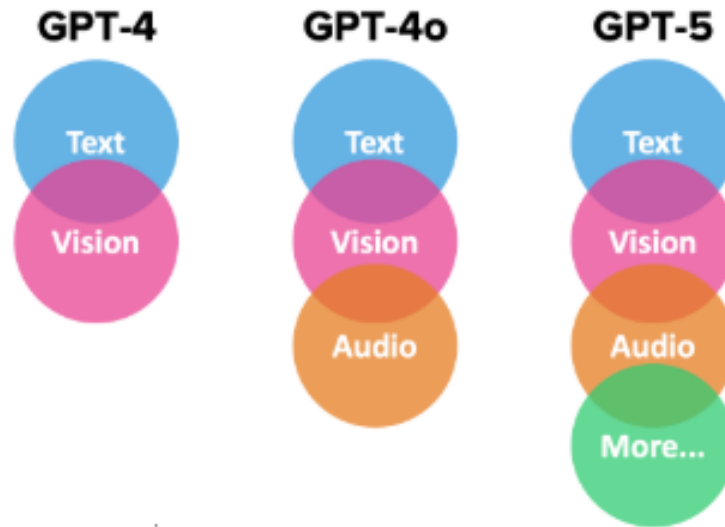 GPT-4 GPT-4o GPT-5
Text Text Text
Vision Vision Vision
Audio Audio
More...